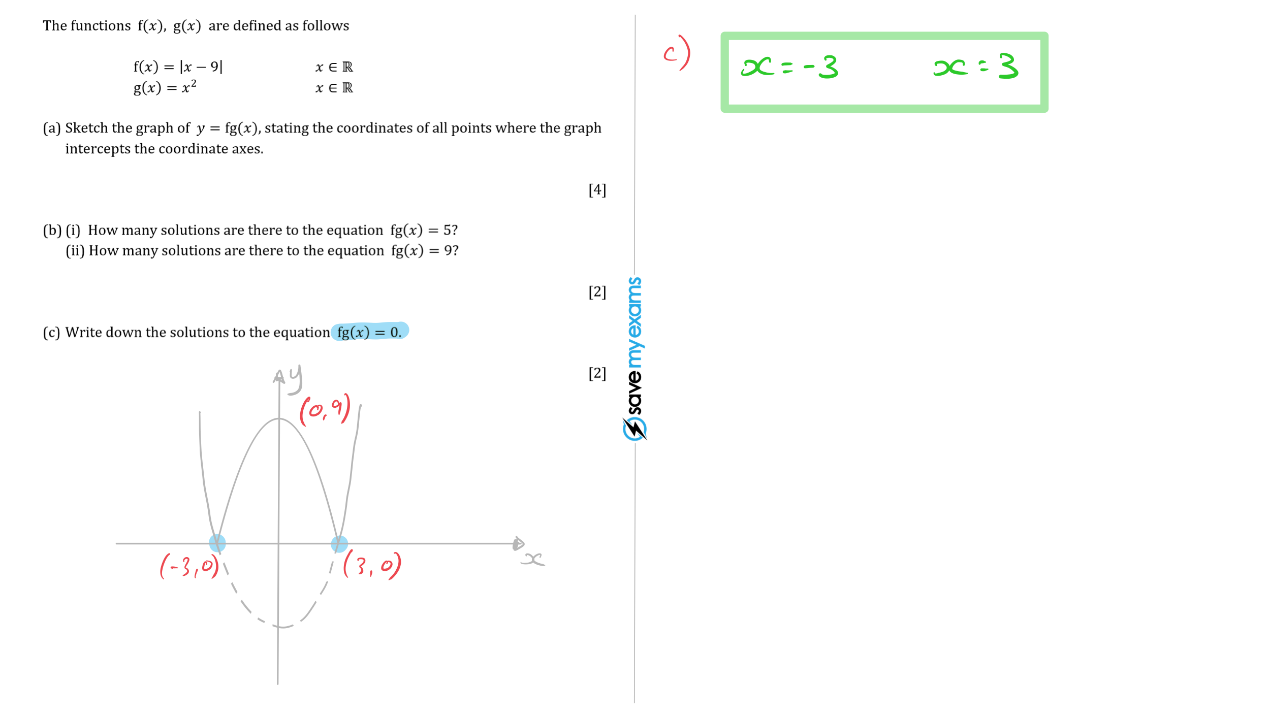 The functions f(x), g(x) are defined as follows
f(x) = |x − 9| x ∈ ℝ
g(x) = x² x ∈ ℝ
(a) Sketch the graph of y = fg(x), stating the coordinates of all points where the graph
intercepts the coordinate axes.
[4]
(b) (i) How many solutions are there to the equation fg(x) = 5?
(ii) How many solutions are there to the equation fg(x) = 9?
[2]
(c) Write down the solutions to the equation fg(x) = 0.
[2]
y
(0,9)
(-3,0)
(3,0)
x
save my exams
c)
x = -3 x = 3